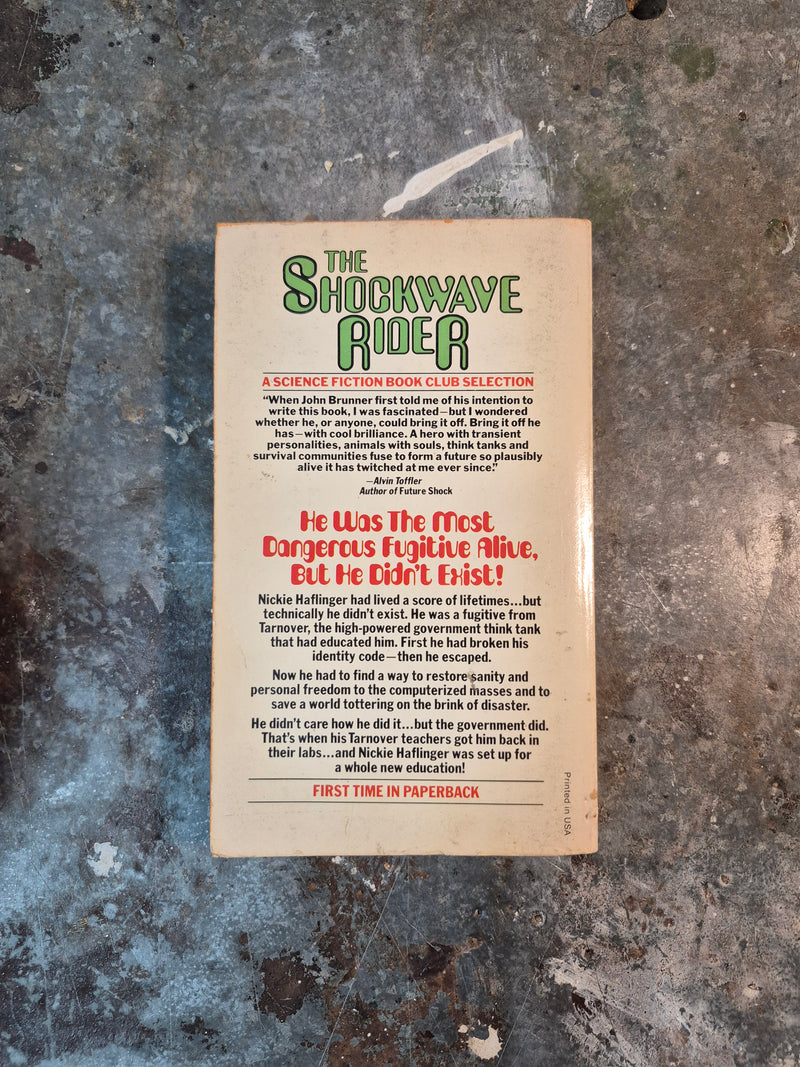 THE
SHOCKWAVE
RIDER
A SCIENCE FICTION BOOK CLUB SELECTION
“When John Brunner first told me of his intention to
write this book, I was fascinated—but I wondered
whether he, or anyone, could bring it off. Bring it off he
has—with cool brilliance. A hero with transient
personalities, animals with souls, think tanks and
survival communities fuse to form a future so plausibly
alive it has twitched at me ever since.”
—Alvin Toffler
Author of Future Shock
He Was The Most
Dangerous Fugitive Alive,
But He Didn't Exist!
Nickie Haflinger had lived a score of lifetimes...but
technically he didn't exist. He was a fugitive from
Tarnover, the high-powered government think tank
that had educated him. First he had broken his
identity code—then he escaped.
Now he had to find a way to restore sanity and
personal freedom to the computerized masses and to
save a world tottering on the brink of disaster.
He didn't care how he did it...but the government did.
That's when his Tarnover teachers got him back in
their labs...and Nickie Haflinger was set up for
a whole new education!
FIRST TIME IN PAPERBACK
Printed in USA